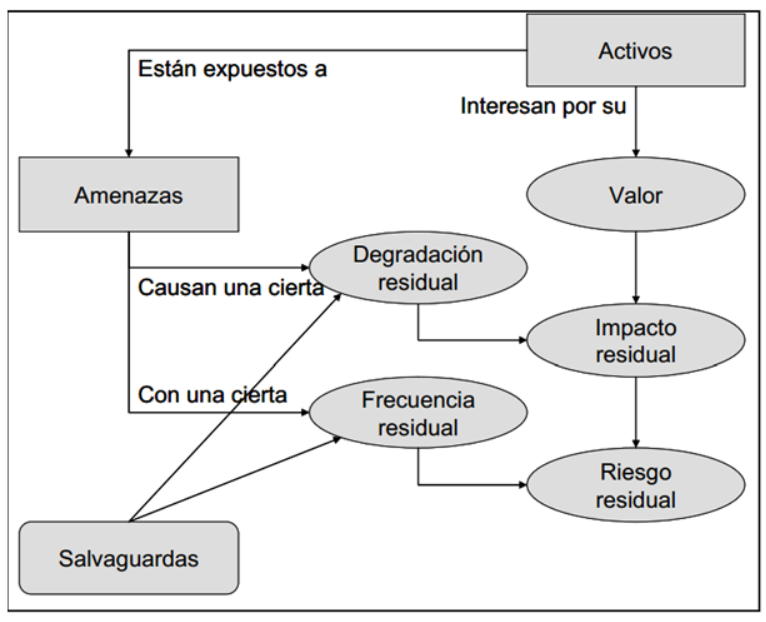 Activos
Están expuestos a
Interesan por su
Amenazas
Valor
Degradación
residual
Causan una cierta
Impacto
residual
Con una cierta
Frecuencia
residual
Riesgo
residual
Salvaguardas